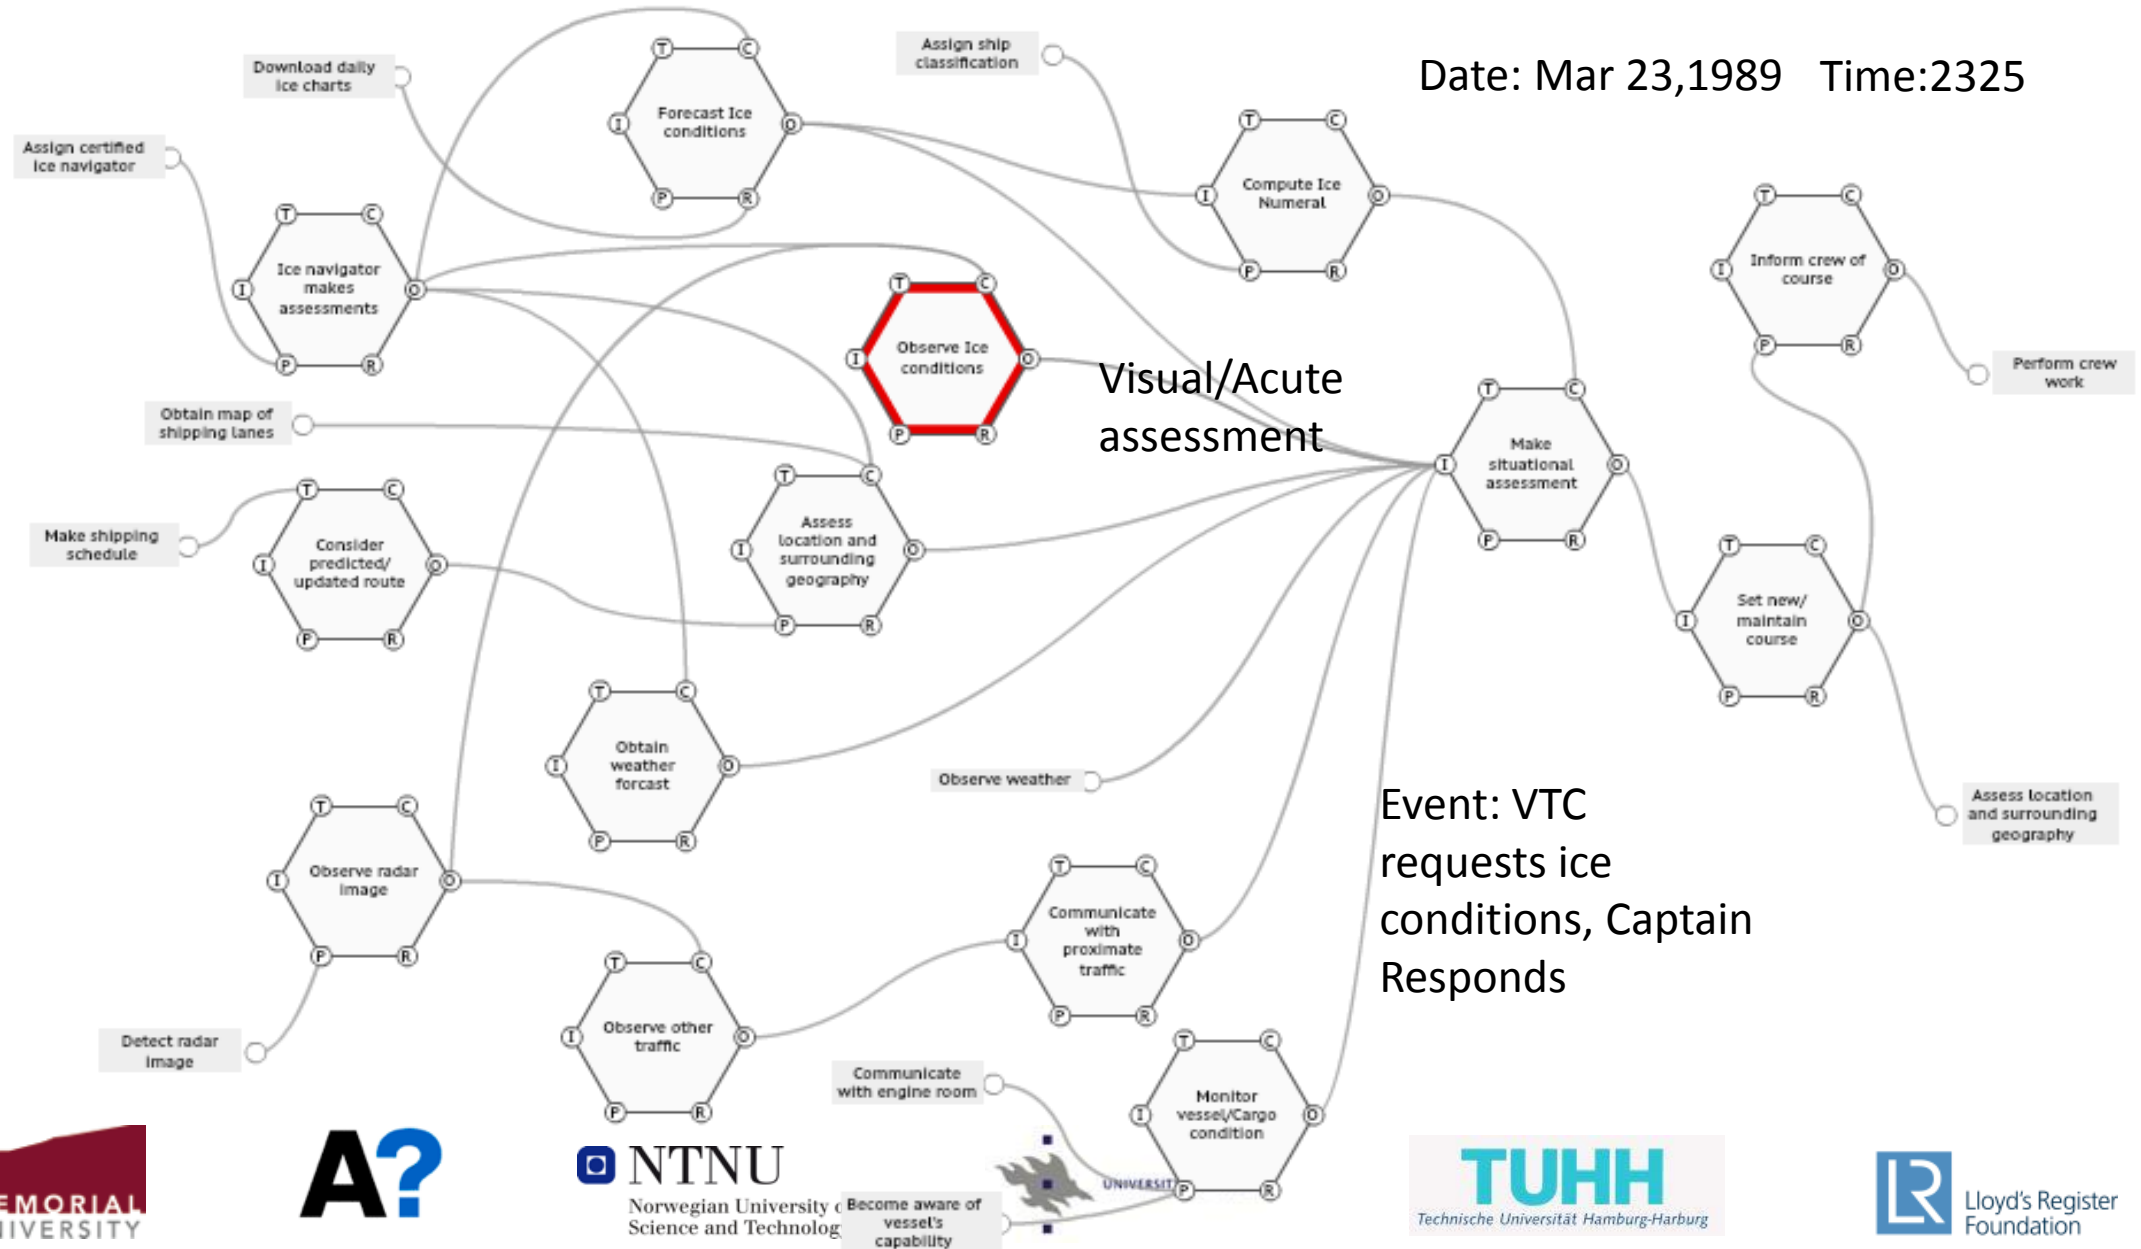 Assign ship
classification
Date: Mar 23,1989 Time:2325
Download daily
ice charts
T C
Forecast Ice
conditions
I O
P R
Assign certified
ice navigator
T C
Compute Ice
Numeral
I O
P R
T C
Ice navigator
makes
assessments
I O
P R
T C
Inform crew of
course
I O
P R
Perform crew
work
T C
Observe Ice
conditions
I O
P R
Visual/Acute
assessment
Obtain map of
shipping lanes
T C
Make
situational
assessment
I O
P R
Make shipping
schedule
T C
Consider
predicted/
updated route
I O
P R
T C
Assess
location and
surrounding
geography
I O
P R
T C
Set new/
maintain
course
I O
P R
T C
Obtain
weather
forcast
I O
P R
Observe weather
Event: VTC
requests ice
conditions, Captain
Responds
Assess location
and surrounding
geography
T C
Observe radar
image
I O
P R
T C
Communicate
with
proximate
traffic
I O
P R
Detect radar
image
T C
Observe other
traffic
I O
P R
Communicate
with engine room
T C
Monitor
vessel/Cargo
condition
I O
P R
Become aware of
vessel's
capability
EMORIAL
IVERSITY
A?
NTNU
Norwegian University o
Science and Technolog
UNIVERSIT
TUHH
Technische Universität Hamburg-Harburg
LR
Lloyd's Register
Foundation